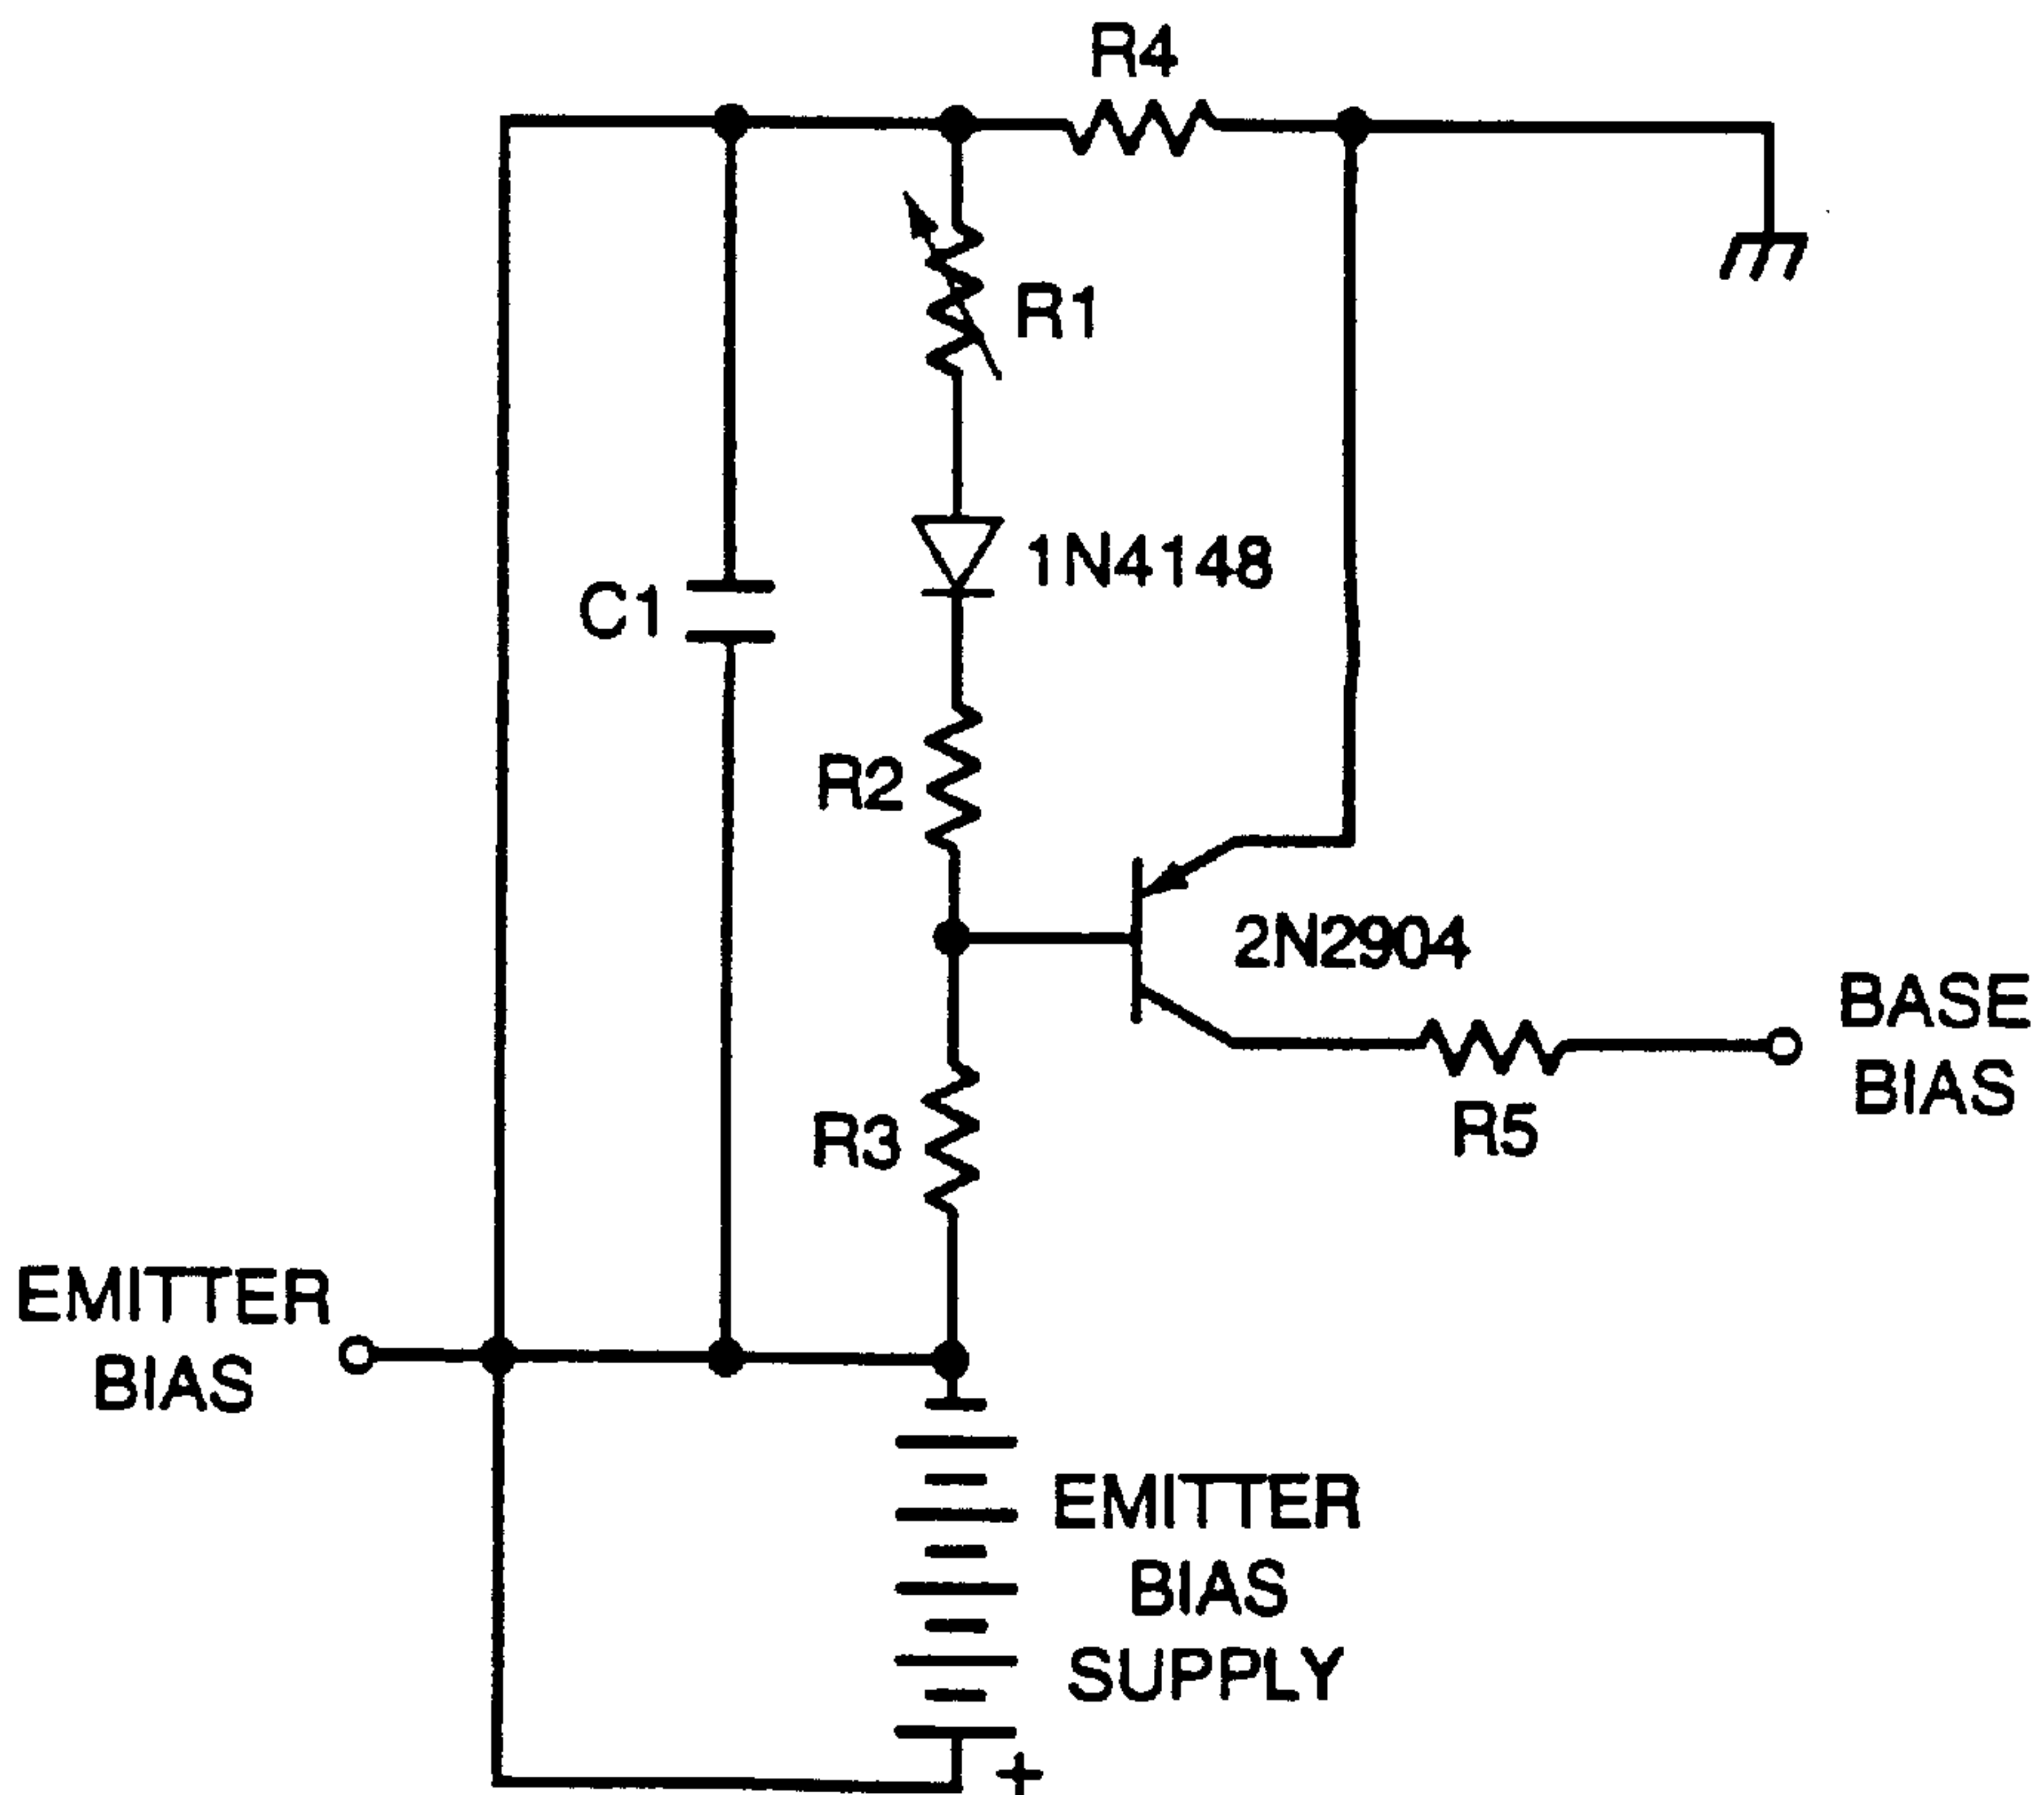 R4
R1
1N4148
C1
R2
2N2904
BASE
BIAS
R5
R3
EMITTER
BIAS
EMITTER
BIAS
SUPPLY
+